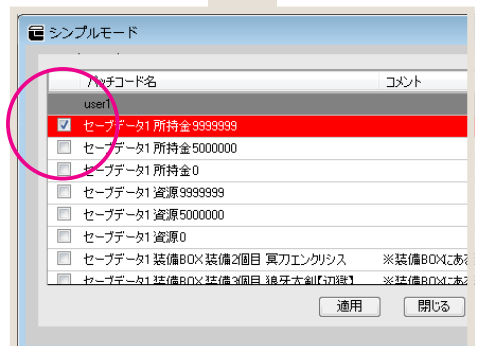 シンプルモード
パッチコード名 コメント
user1
セーブデータ1 所持金9999999
セーブデータ1 所持金5000000
セーブデータ1 所持金0
セーブデータ1 資源9999999
セーブデータ1 資源5000000
セーブデータ1 資源0
セーブデータ1 装備BOX装備2個目 冥刀エンクリシス ※装備BOXにあ
セーブデータ1 装備BOX装備3個目 狼牙大剣【辺獄】 ※装備BOXにあ
適用 閉じる